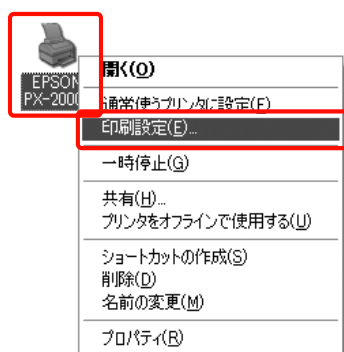 EPSON
PX-2000
開く(O)
通常使うプリンタに設定(F)
印刷設定(E)...
一時停止(G)
共有(H)...
プリンタをオフラインで使用する(U)
ショートカットの作成(S)
削除(D)
名前の変更(M)
プロパティ(R)